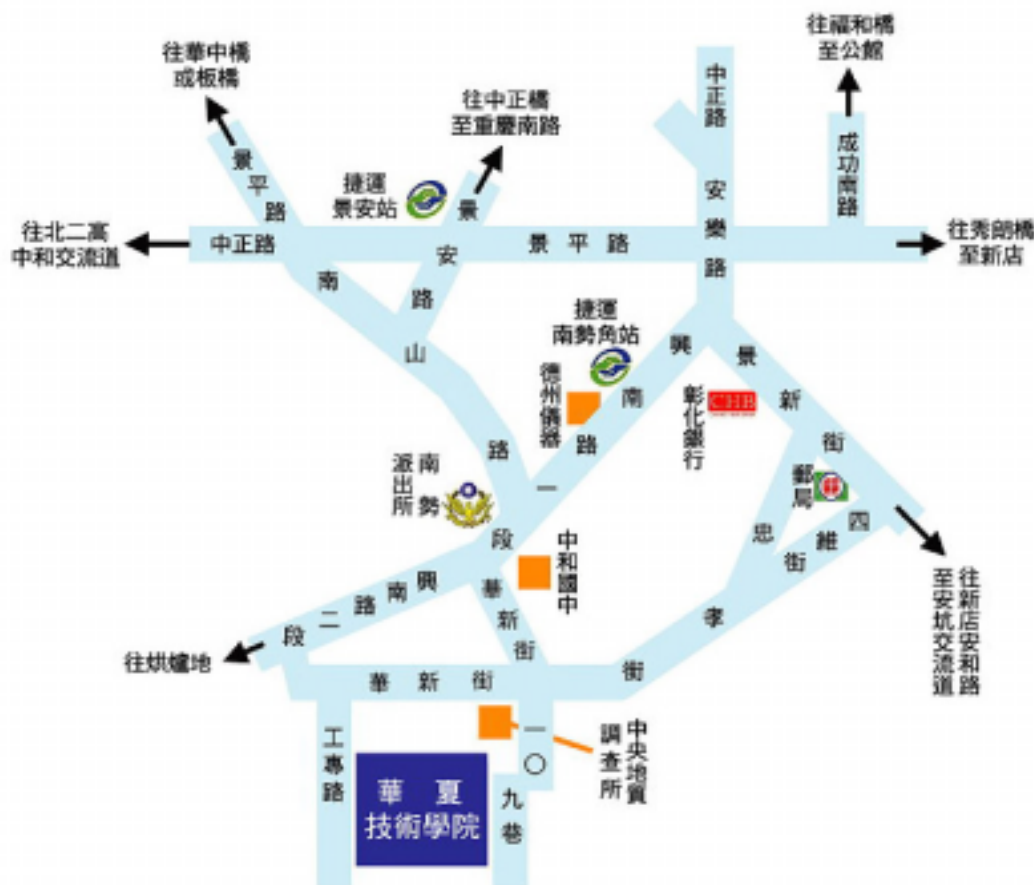 往華中橋
或板橋
往中正橋
至重慶南路
往福和橋
至公館
中正路
成功南路
景平路
捷運
景安站
往北二高
中和交流道
中正路
景安路
景平路
安樂路
往秀朗橋
至新店
南山路
捷運
南勢角站
德州儀器
興南路一段
景新街
CHB
彰化銀行
郵局
南勢
派出所
中和國中
忠孝街
四維街
往新店安和路
至安坑交流道
興南路二段
華新街
往烘爐地
華新街
一〇九巷
中央地質
調查所
工專路
華夏
技術學院